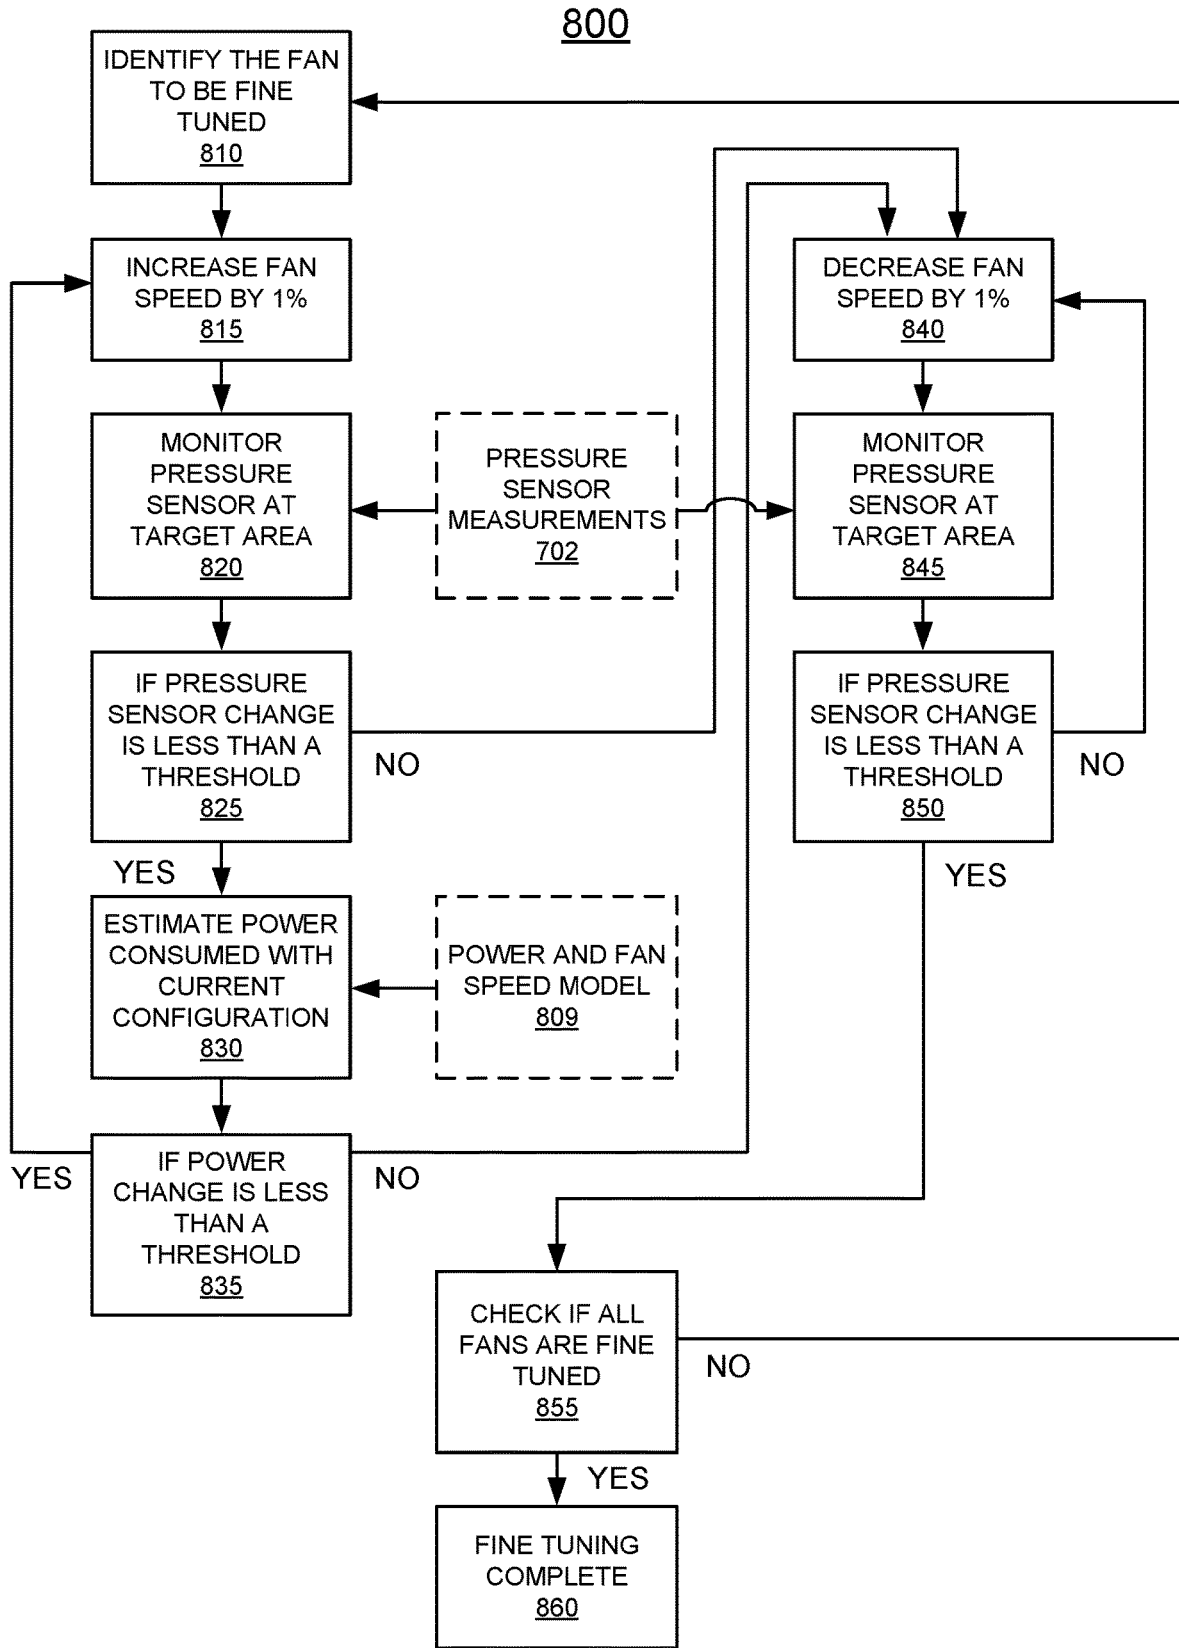 800
IDENTIFY THE FAN
TO BE FINE
TUNED
810
INCREASE FAN
SPEED BY 1%
815
MONITOR
PRESSURE
SENSOR AT
TARGET AREA
820
IF PRESSURE
SENSOR CHANGE
IS LESS THAN A
THRESHOLD
825
NO
YES
ESTIMATE POWER
CONSUMED WITH
CURRENT
CONFIGURATION
830
IF POWER
CHANGE IS LESS
THAN A
THRESHOLD
835
YES
NO
PRESSURE
SENSOR
MEASUREMENTS
702
POWER AND FAN
SPEED MODEL
809
DECREASE FAN
SPEED BY 1%
840
MONITOR
PRESSURE
SENSOR AT
TARGET AREA
845
IF PRESSURE
SENSOR CHANGE
IS LESS THAN A
THRESHOLD
850
NO
YES
CHECK IF ALL
FANS ARE FINE
TUNED
855
NO
YES
FINE TUNING
COMPLETE
860